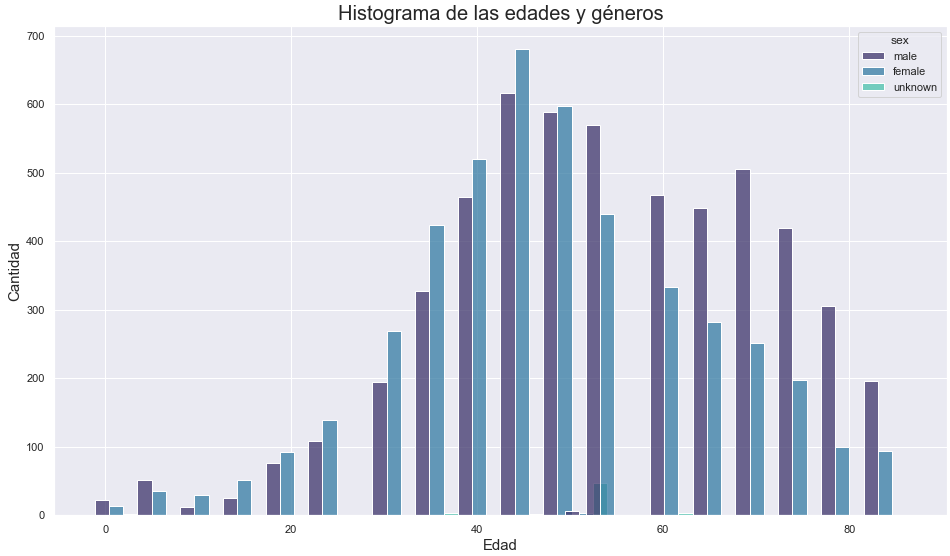 Histograma de las edades y géneros
sex
male
female
unknown
700
600
500
400
300
200
100
0
Cantidad
0 20 40 60 80
Edad